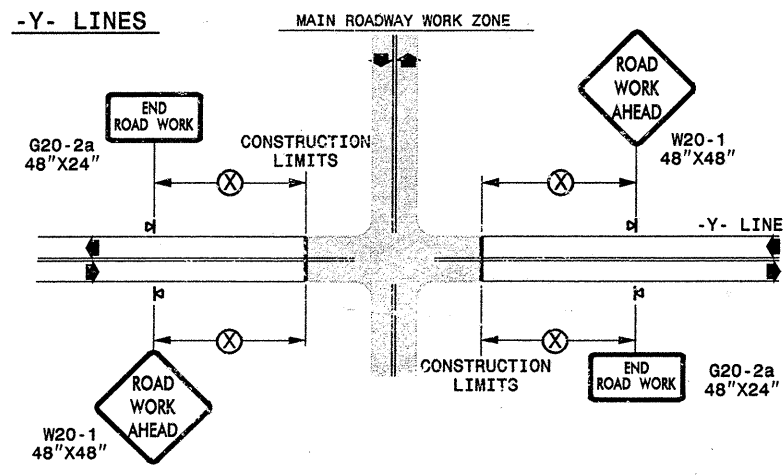 -Y- LINES
MAIN ROADWAY WORK ZONE
END
ROAD WORK
G20-2a
48"X24"
CONSTRUCTION
LIMITS
X
ROAD
WORK
AHEAD
W20-1
48"X48"
X
-Y- LINE
X
ROAD
WORK
AHEAD
W20-1
48"X48"
X
CONSTRUCTION
LIMITS
END
ROAD WORK
G20-2a
48"X24"